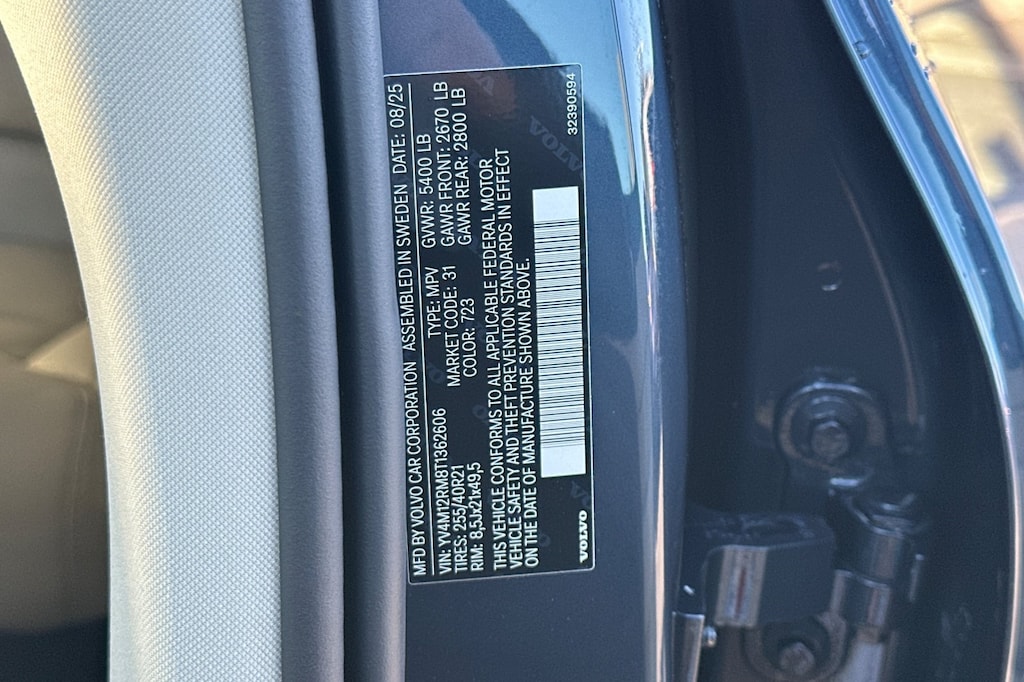 MFD BY VOLVO CAR CORPORATION ASSEMBLED IN SWEDEN DATE: 08/25
VIN: YV4M12RM8T1362606 TYPE: MPV GVWR: 5400 LB
TIRES: 255/40R21 MARKET CODE: 31 GAWR FRONT: 2670 LB
RIM: 8,5Jx21x49,5 COLOR: 723 GAWR REAR: 2800 LB
THIS VEHICLE CONFORMS TO ALL APPLICABLE FEDERAL MOTOR
VEHICLE SAFETY AND THEFT PREVENTION STANDARDS IN EFFECT
ON THE DATE OF MANUFACTURE SHOWN ABOVE.
VOLVO
VOLVO 32390594